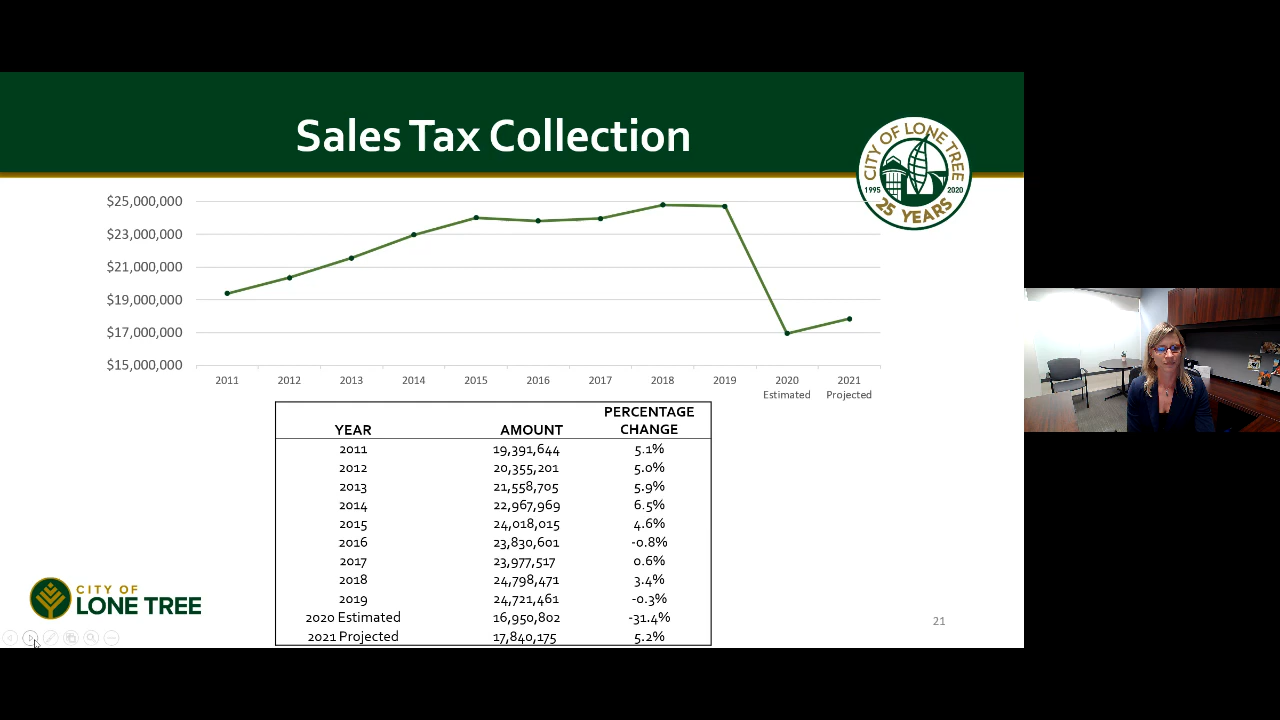 Sales Tax Collection
CITY OF LONE TREE
1995 2020
25 YEARS
$25,000,000
$23,000,000
$21,000,000
$19,000,000
$17,000,000
$15,000,000
2011 2012 2013 2014 2015 2016 2017 2018 2019 2020 2021
Estimated Projected
PERCENTAGE
YEAR AMOUNT CHANGE
2011 19,391,644 5.1%
2012 20,355,201 5.0%
2013 21,558,705 5.9%
2014 22,967,969 6.5%
2015 24,018,015 4.6%
2016 23,830,601 -0.8%
2017 23,977,517 0.6%
2018 24,798,471 3.4%
2019 24,721,461 -0.3%
2020 Estimated 16,950,802 -31.4%
2021 Projected 17,840,175 5.2%
CITY OF
LONE TREE
21